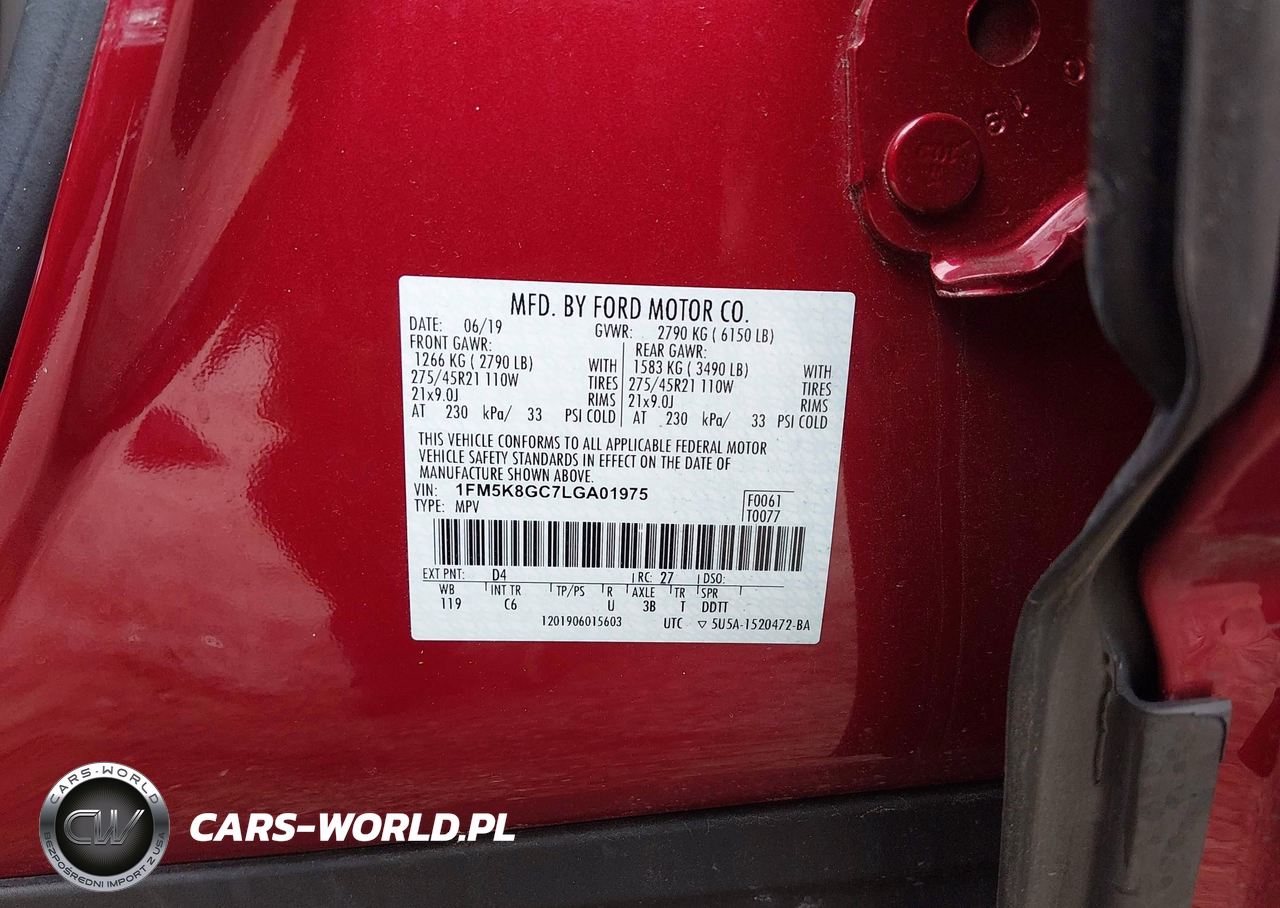 MFD. BY FORD MOTOR CO.
DATE: 06/19 GVWR: 2790 KG ( 6150 LB)
FRONT GAWR: REAR GAWR:
1266 KG ( 2790 LB) WITH 1583 KG ( 3490 LB) WITH
275/45R21 110W TIRES 275/45R21 110W TIRES
21x9.0J RIMS 21x9.0J RIMS
AT 230 kPa/ 33 PSI COLD AT 230 kPa/ 33 PSI COLD
THIS VEHICLE CONFORMS TO ALL APPLICABLE FEDERAL MOTOR
VEHICLE SAFETY STANDARDS IN EFFECT ON THE DATE OF
MANUFACTURE SHOWN ABOVE.
VIN: 1FM5K8GC7LGA01975 F0061
TYPE: MPV T0077
EXT PNT: D4 RC: 27 DSO:
WB INT TR TP/PS R AXLE TR SPR
119 C6 U 3B T DDTT
1201906015603 UTC ▽ 5U5A-1520472-BA
CARS-WORLD
CW
BEZPOŚREDNI IMPORT Z USA
CARS-WORLD.PL